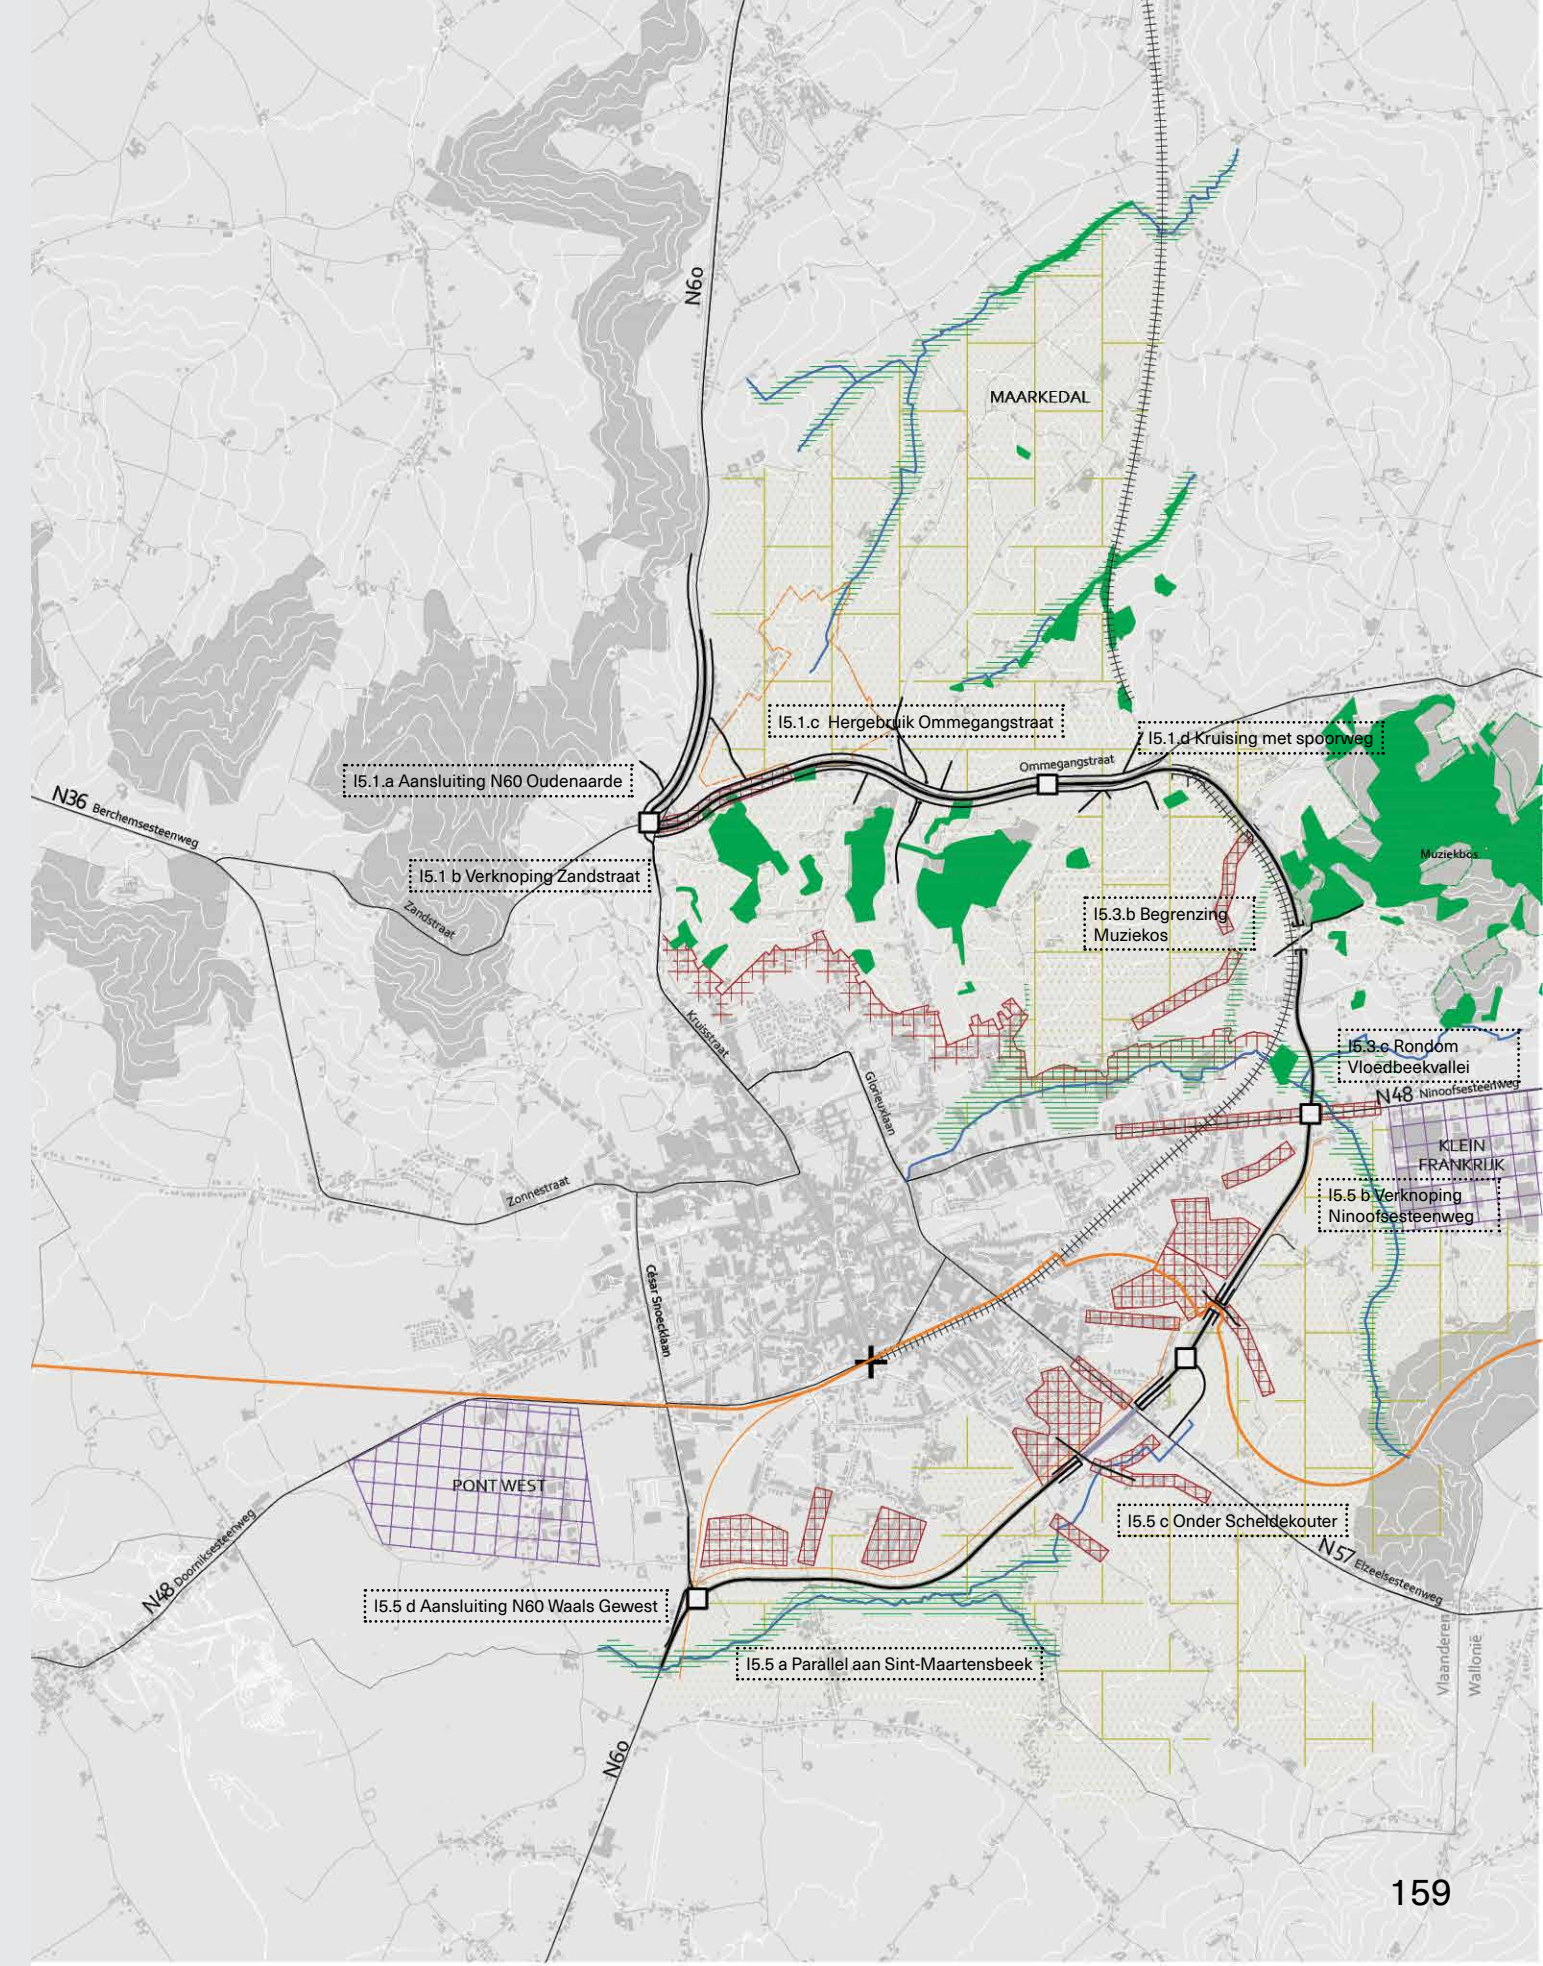 N60
MAARKEDAL
I5.1.c  Hergebruik Ommegangstraat
I5.1.d Kruising met spoorweg
Ommegangstraat
I5.1.a Aansluiting N60 Oudenaarde
N36 Berchemsesteenweg
I5.1 b Verknoping Zandstraat
Muziekbos
Zandstraat
I5.3.b Begrenzing
Muziekos
Kruisstraat
I5.3.c Rondom
Vloedbeekvallei
Glorieuxlaan
N48 Ninoofsesteenweg
KLEIN
FRANKRIJK
Zonnestraat
I5.5 b Verknoping
Ninoofsesteenweg
César Snoecklaan
PONT WEST
I5.5 c Onder Scheldekouter
N48 Doorniksesteenweg
N57 Elzeelsesteenweg
I5.5 d Aansluiting N60 Waals Gewest
Vlaanderen
Wallonië
I5.5 a Parallel aan Sint-Maartensbeek
N60
159